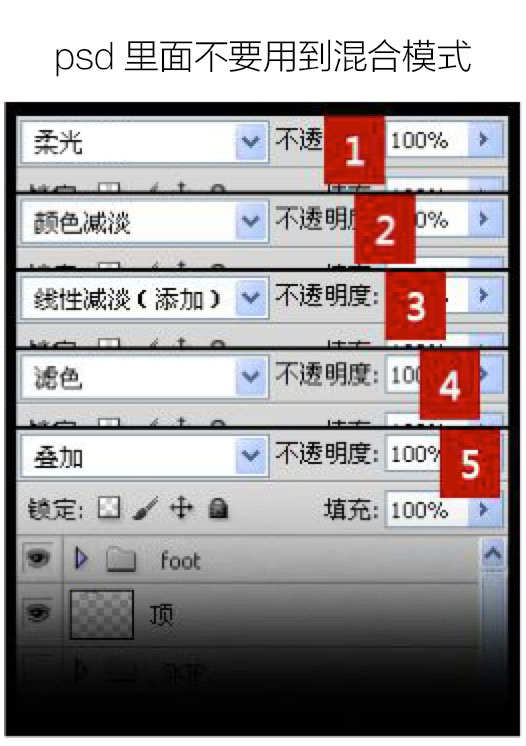 psd 里面不要用到混合模式
柔光 不透 1 100%
颜色减淡 不透明 2 0%
线性减淡（添加） 不透明度: 3
滤色 不透明度: 10 4
叠加 不透明度: 100% 5
锁定: 填充: 100%
foot
顶